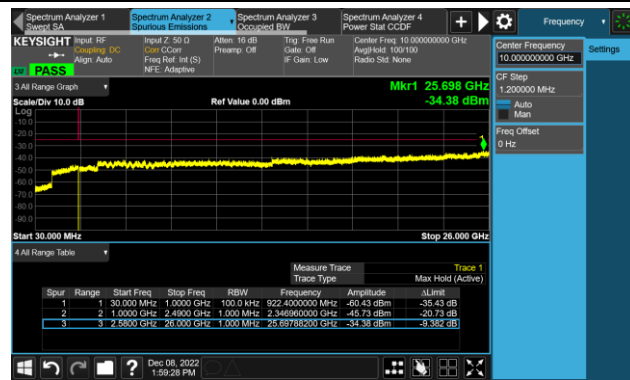 Spectrum Analyzer 1
Swept SA
Spectrum Analyzer 2
Spurious Emissions
Spectrum Analyzer 3
Occupied BW
Spectrum Analyzer 4
Power Stat CCDF
Frequency
KEYSIGHT
Input: RF
Coupling: DC
Align: Auto
Input Z: 50 Ω
Corr CCorr
Freq Ref: Int (S)
NFE: Adaptive
Atten: 16 dB
Preamp: Off
Trig: Free Run
Gate: Off
IF Gain: Low
Center Freq: 10.000000000 GHz
Avg|Hold: 100/100
Radio Std: None
PASS
Center Frequency
10.000000000 GHz
Settings
CF Step
1.200000 MHz
Auto
Man
Freq Offset
0 Hz
3 All Range Graph
Mkr1 25.698 GHz
-34.38 dBm
Scale/Div 10.0 dB
Ref Value 0.00 dBm
Log
-10.0
-20.0
-30.0
-40.0
-50.0
-60.0
-70.0
-80.0
-90.0
1
Start 30.000 MHz
Stop 26.000 GHz
4 All Range Table
Measure Trace Trace 1
Trace Type Max Hold (Active)
Spur Range Start Freq Stop Freq RBW Frequency Amplitude ΔLimit
1 1 30.000 MHz 1.0000 GHz 100.0 kHz 922.4000000 MHz -60.43 dBm -35.43 dB
2 2 1.0000 GHz 2.4900 GHz 1.000 MHz 2.346960000 GHz -45.73 dBm -20.73 dB
3 3 2.5800 GHz 26.000 GHz 1.000 MHz 25.69788200 GHz -34.38 dBm -9.382 dB
?
Dec 08, 2022
1:59:28 PM